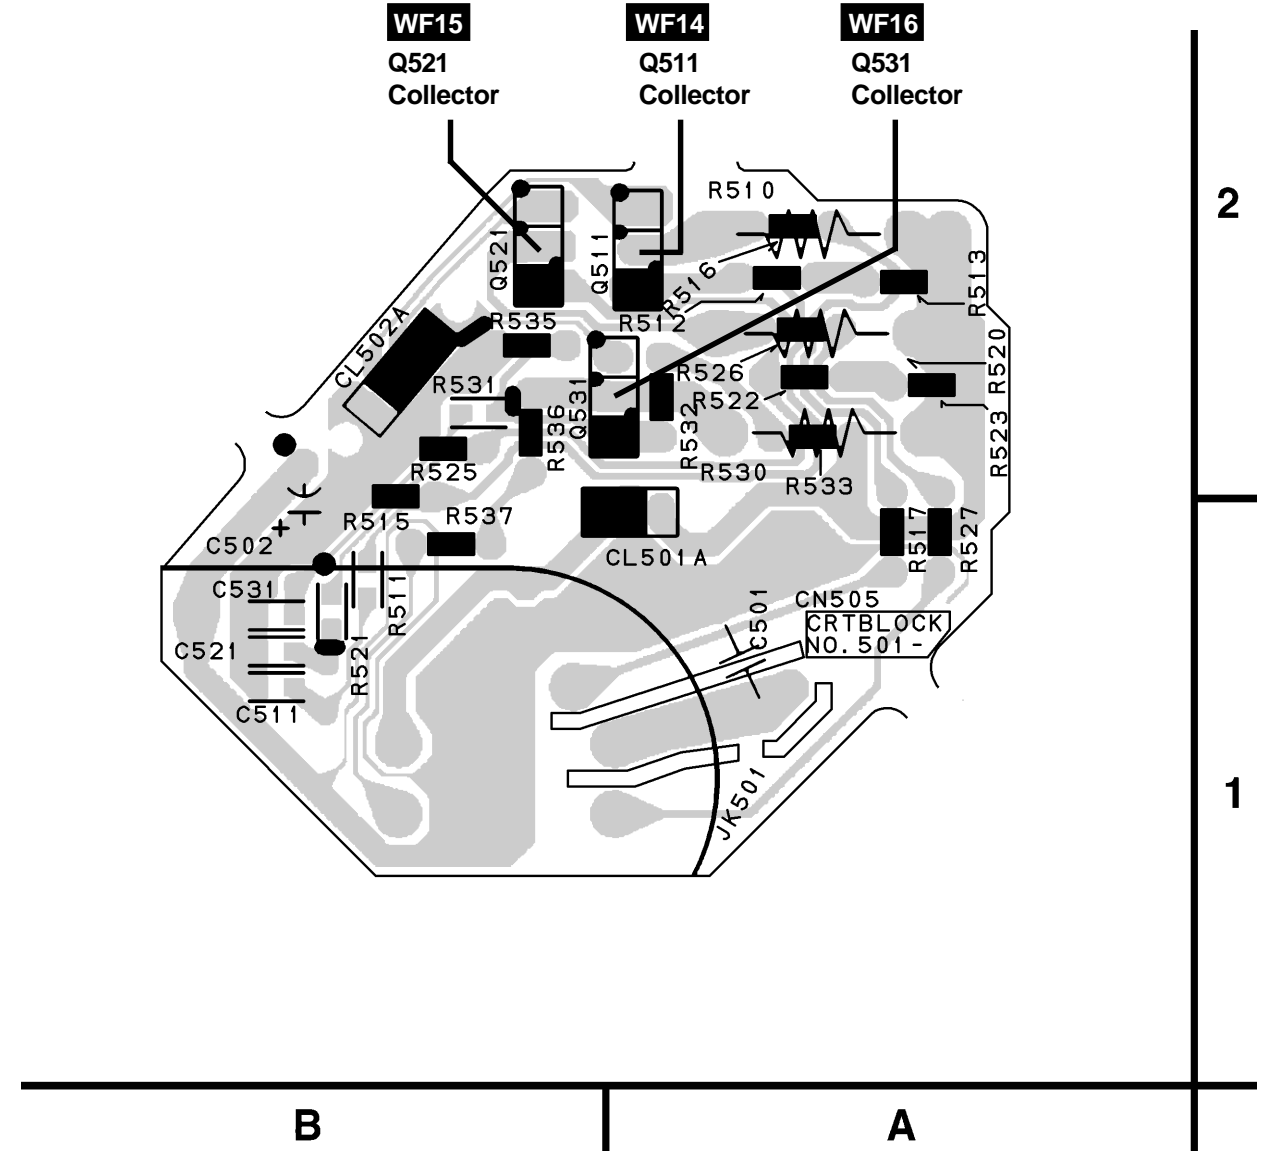 WF15
WF14
WF16
Q521
Collector
Q511
Collector
Q531
Collector
2
R510
Q521
Q511
R516
R513
CL502A
R535
R512
R520
R531
R526
R522
Q531
R536
R532
R523
R525
R530
R533
R515
R537
R517
R527
C502
+
CL501A
C531
R511
C501
CN505
CRTBLOCK
NO.501-
C521
R521
C511
JK501
1
B
A